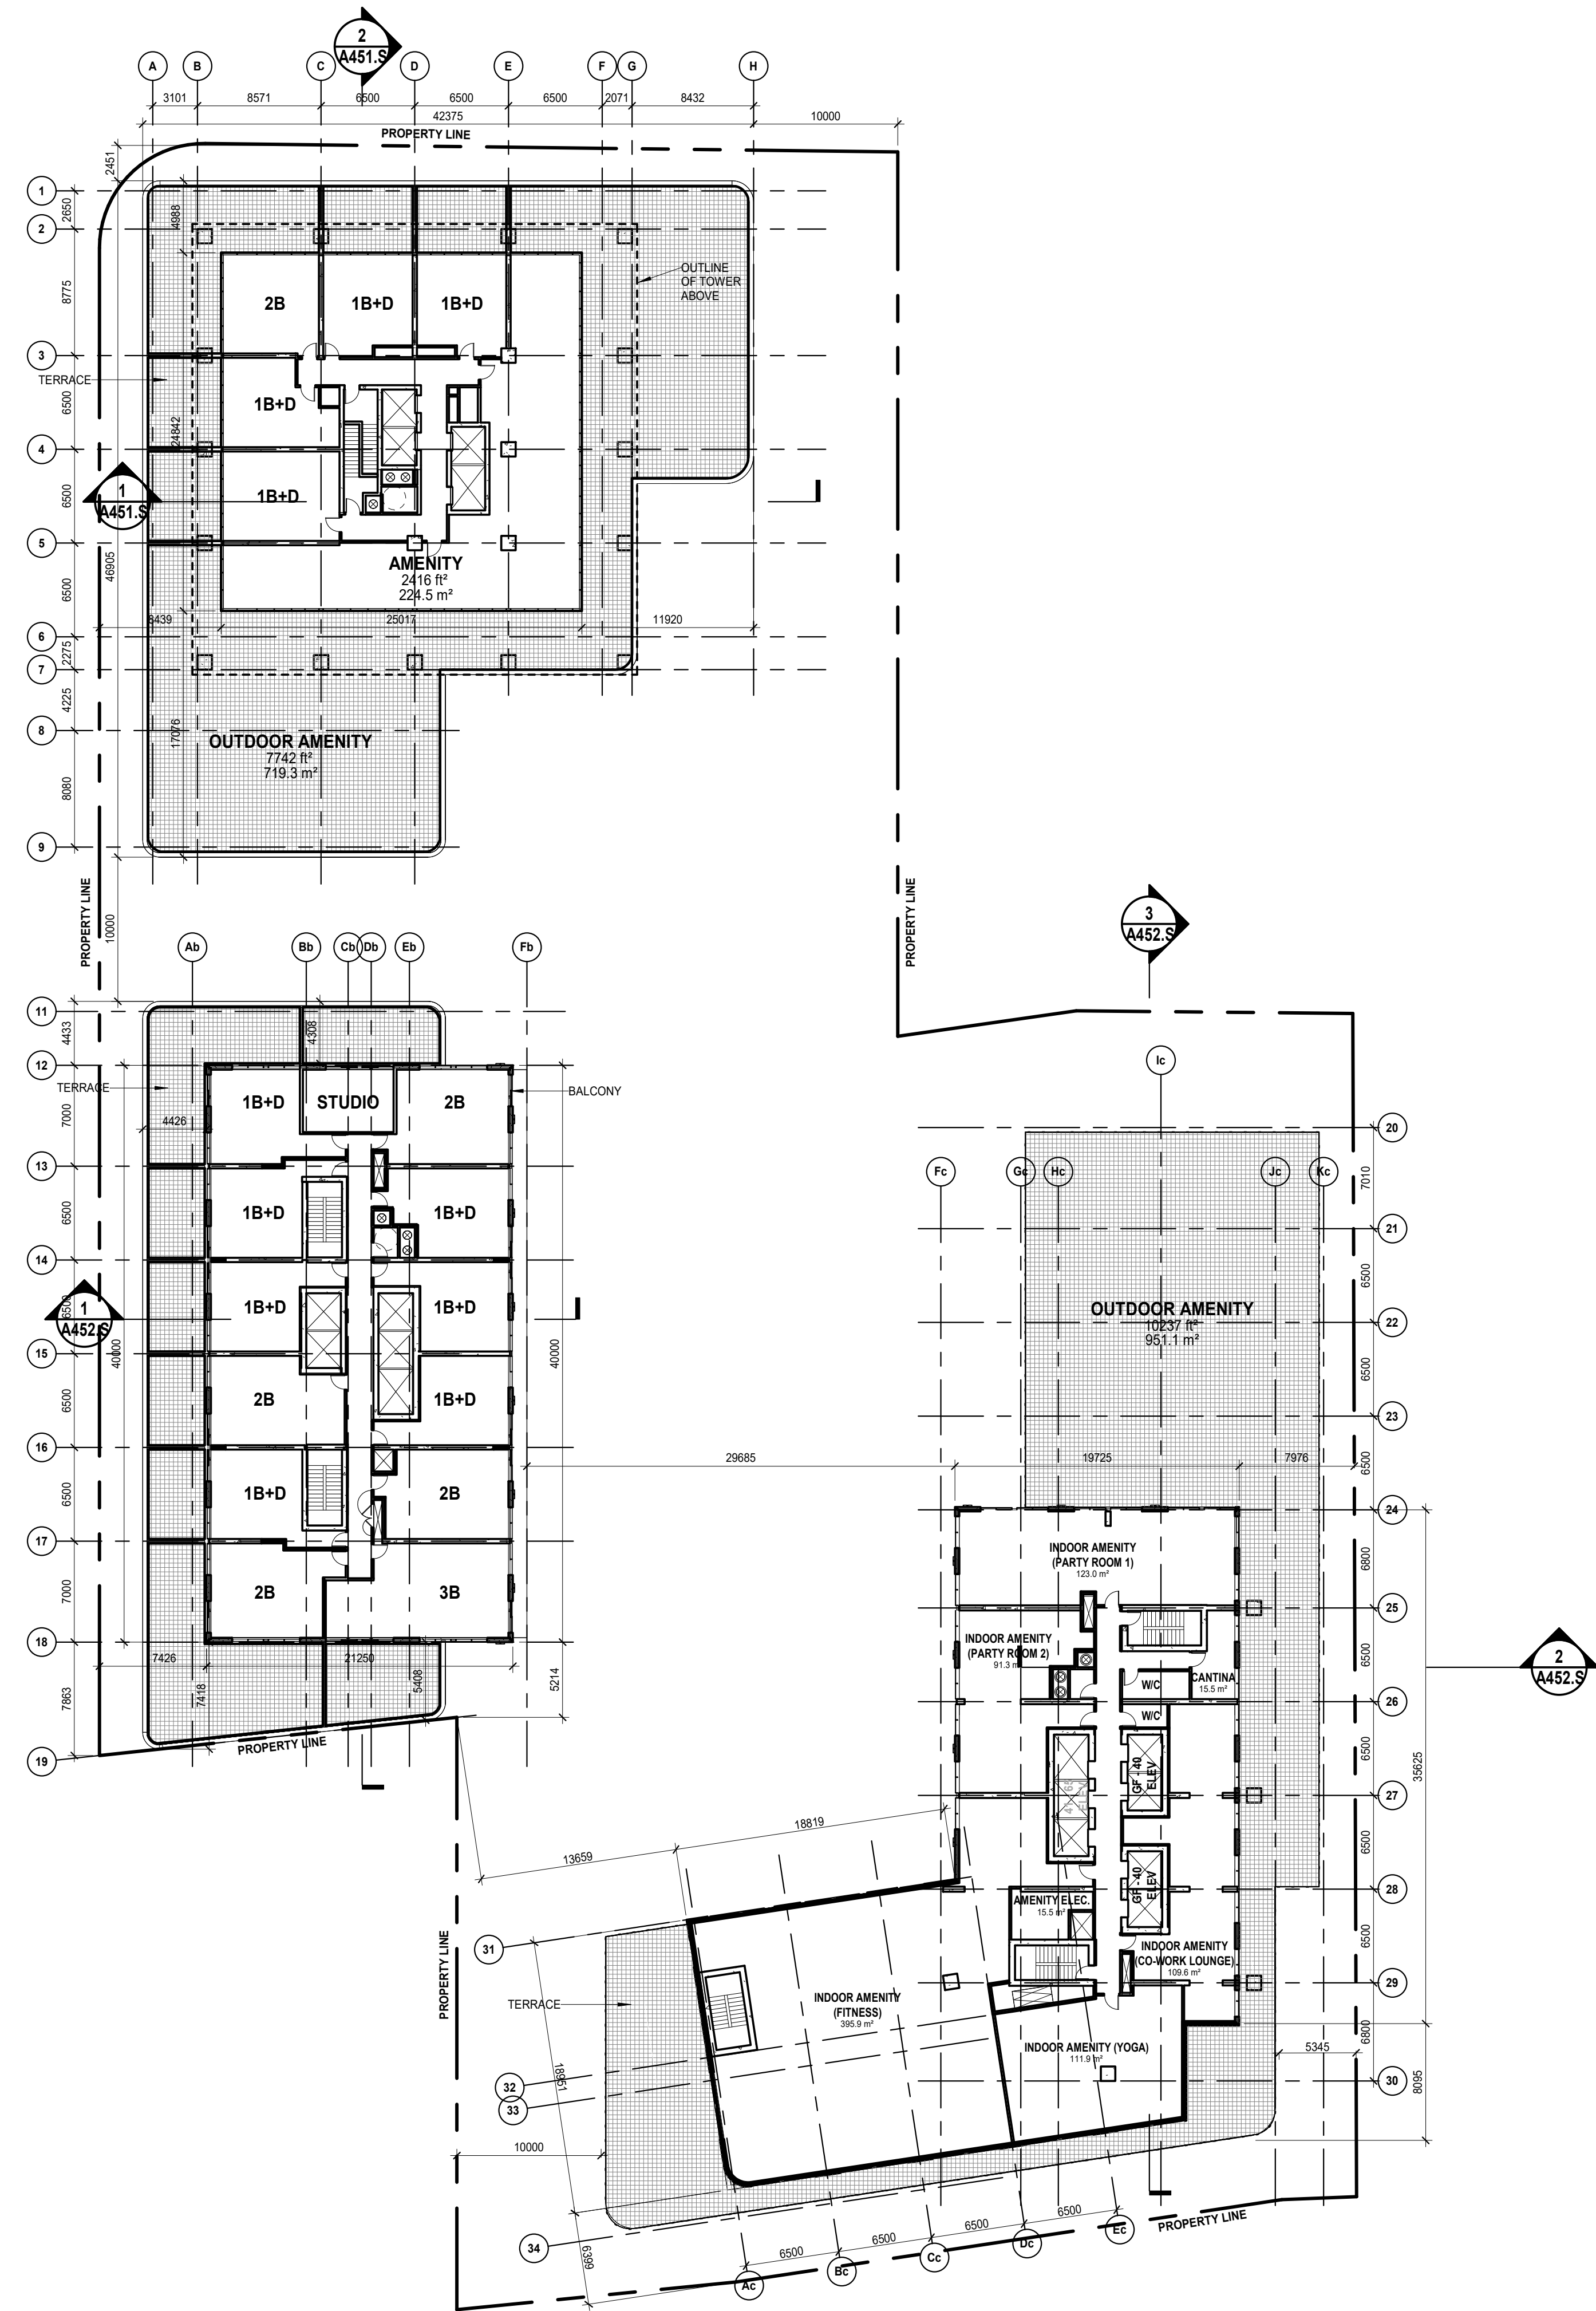 2
A451.S
A
B
C
D
E
F
G
H
3101
8571
6500
6500
6500
2071
8432
42375
10000
PROPERTY LINE
2451
1
2
3
4
5
6
7
8
9
2650
8775
6500
6500
6500
2275
4225
8080
4988
24842
17076
46905
10000
OUTLINE
OF TOWER
ABOVE
2B
1B+D
1B+D
TERRACE
1B+D
1B+D
1
A451.S
AMENITY
2416 ft²
224.5 m²
25017
11920
OUTDOOR AMENITY
7742 ft²
719.3 m²
PROPERTY LINE
PROPERTY LINE
3
A452.S
Ab
Bb
Cb
Db
Eb
Fb
11
12
13
14
15
16
17
18
19
4433
7000
6500
6500
6500
6500
7000
7863
4308
TERRACE
4426
BALCONY
1B+D
STUDIO
2B
1B+D
1B+D
1B+D
1B+D
2B
1B+D
1B+D
2B
2B
3B
1
A452.S
40000
40000
7426
21250
7418
5408
5214
PROPERTY LINE
Ic
Fc
Gc
Hc
Jc
Kc
20
21
22
23
24
25
26
27
28
29
30
7010
6500
6500
6500
6800
6500
6500
6500
6500
6800
35625
8095
OUTDOOR AMENITY
10237 ft²
951.1 m²
29685
19725
7976
INDOOR AMENITY
(PARTY ROOM 1)
123.0 m²
INDOOR AMENITY
(PARTY ROOM 2)
91.3 m
W/C
CANTINA
15.5 m²
W/C
GF - 40
ELEV
GF - 40
ELEV
ELEV
2
A452.S
AMENITY ELEC.
15.5 m²
INDOOR AMENITY
(CO-WORK LOUNGE)
109.6 m²
INDOOR AMENITY
(FITNESS)
395.9 m²
INDOOR AMENITY (YOGA)
111.9 m²
18819
13659
31
32
33
34
TERRACE
18951
10000
6399
5345
PROPERTY LINE
6500
6500
6500
6500
Ac
Bc
Cc
Dc
Ec
PROPERTY LINE